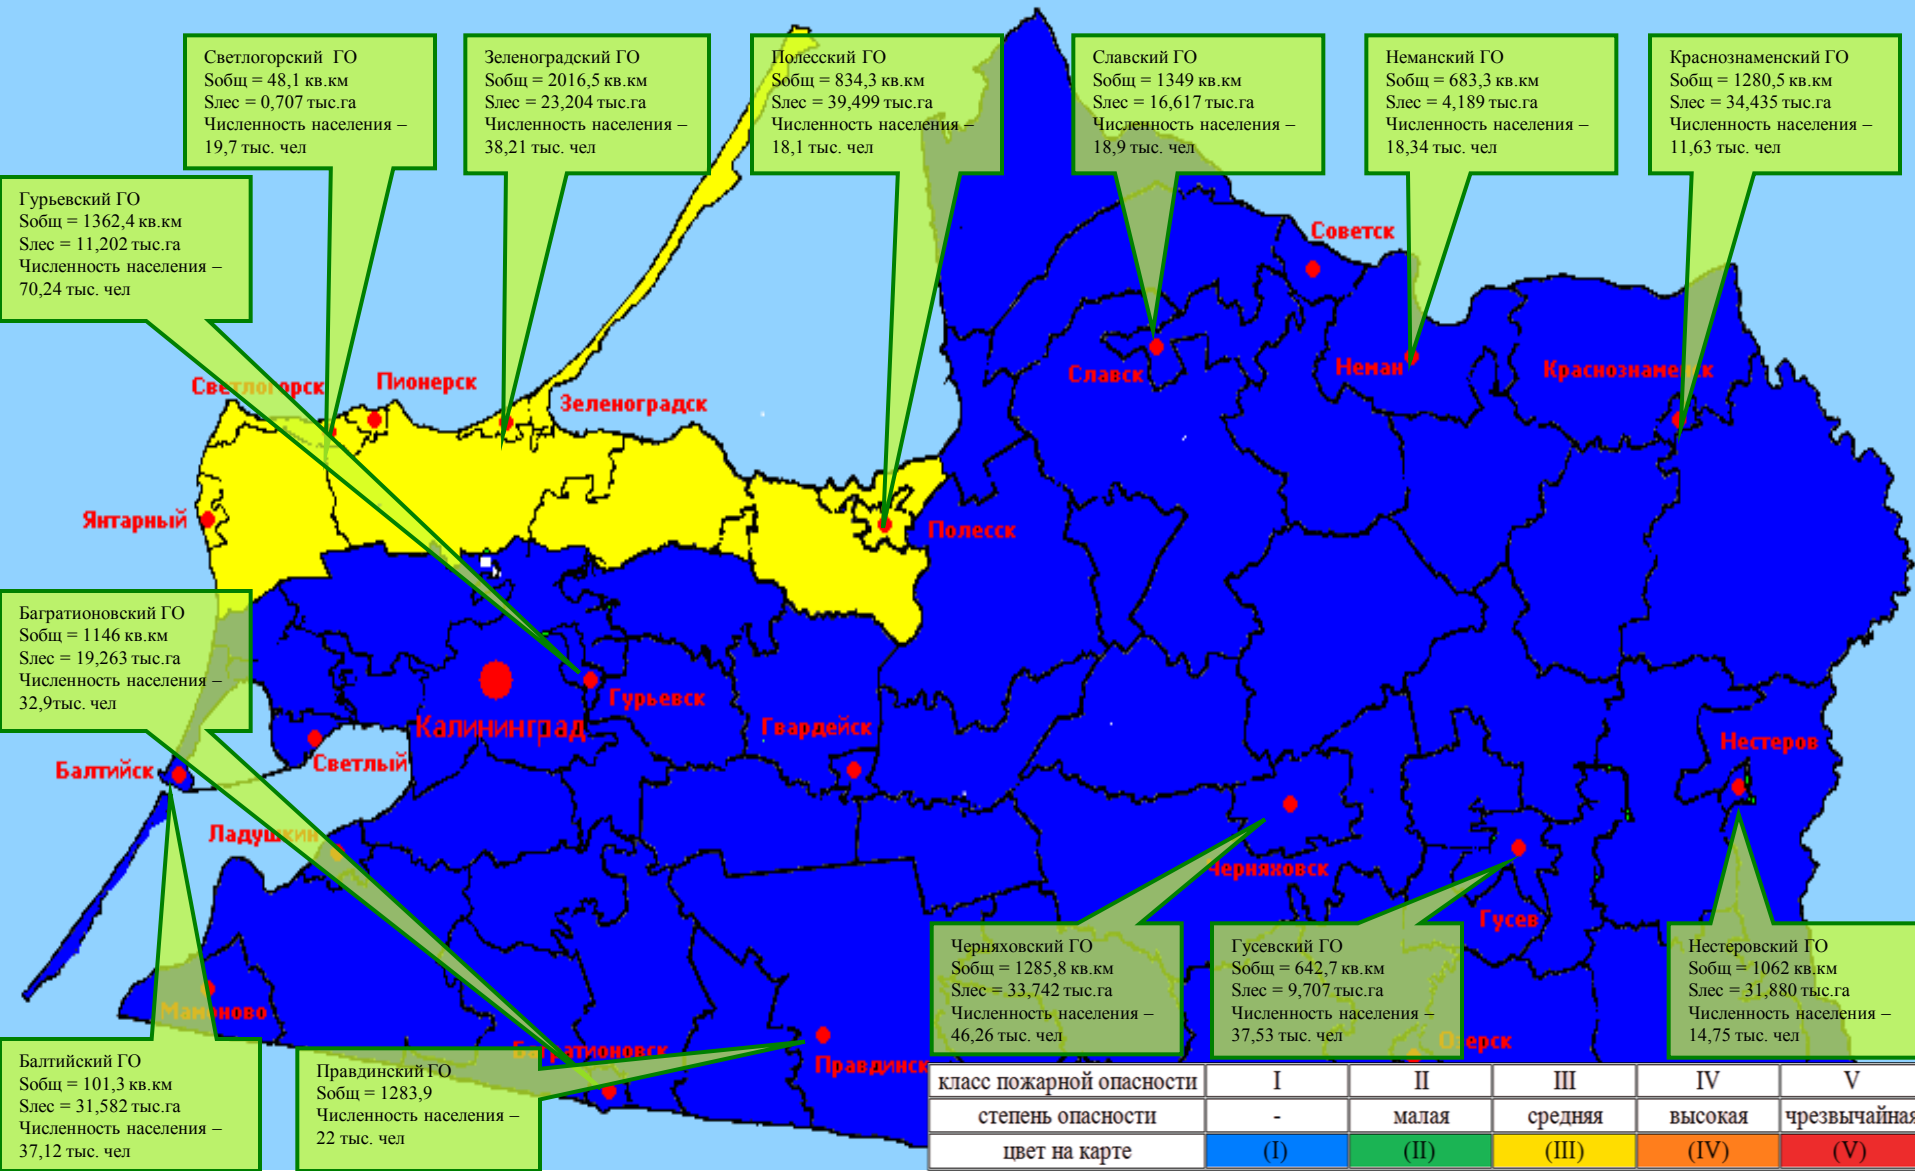 Светлогорский ГО
Sобщ = 48,1 кв.км
Sлес = 0,707 тыс.га
Численность населения –
19,7 тыс. чел
Зеленоградский ГО
Sобщ = 2016,5 кв.км
Sлес = 23,204 тыс.га
Численность населения –
38,21 тыс. чел
Полесский ГО
Sобщ = 834,3 кв.км
Sлес = 39,499 тыс.га
Численность населения –
18,1 тыс. чел
Славский ГО
Sобщ = 1349 кв.км
Sлес = 16,617 тыс.га
Численность населения –
18,9 тыс. чел
Неманский ГО
Sобщ = 683,3 кв.км
Sлес = 4,189 тыс.га
Численность населения –
18,34 тыс. чел
Краснознаменский ГО
Sобщ = 1280,5 кв.км
Sлес = 34,435 тыс.га
Численность населения –
11,63 тыс. чел
Гурьевский ГО
Sобщ = 1362,4 кв.км
Sлес = 11,202 тыс.га
Численность населения –
70,24 тыс. чел
Советск
Славск
Неман
Краснознаменск
Светлогорск
Пионерск
Зеленоградск
Янтарный
Полесск
Багратионовский ГО
Sобщ = 1146 кв.км
Sлес = 19,263 тыс.га
Численность населения –
32,9тыс. чел
Гурьевск
Калининград
Гвардейск
Нестеров
Светлый
Балтийск
Ладушкин
Черняховск
Гусев
Мамоново
Багратионовск
Правдинск
Озерск
Черняховский ГО
Sобщ = 1285,8 кв.км
Sлес = 33,742 тыс.га
Численность населения –
46,26 тыс. чел
Гусевский ГО
Sобщ = 642,7 кв.км
Sлес = 9,707 тыс.га
Численность населения –
37,53 тыс. чел
Нестеровский ГО
Sобщ = 1062 кв.км
Sлес = 31,880 тыс.га
Численность населения –
14,75 тыс. чел
Балтийский ГО
Sобщ = 101,3 кв.км
Sлес = 31,582 тыс.га
Численность населения –
37,12 тыс. чел
Правдинский ГО
Sобщ = 1283,9
Численность населения –
22 тыс. чел
класс пожарной опасности I II III IV V
степень опасности - малая средняя высокая чрезвычайная
цвет на карте (I) (II) (III) (IV) (V)